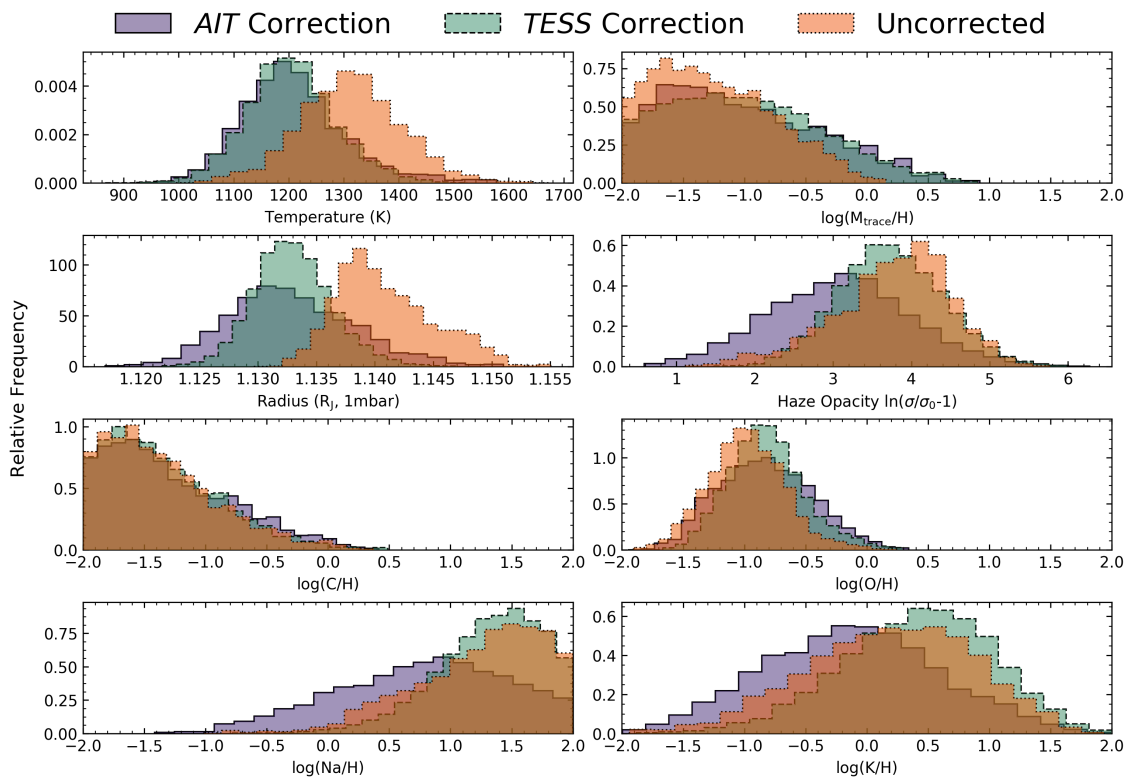 AIT Correction TESS Correction Uncorrected
0.004
0.002
0.000
900 1000 1100 1200 1300 1400 1500 1600 1700
Temperature (K)
0.75
0.50
0.25
0.00
−2.0 −1.5 −1.0 −0.5 0.0 0.5 1.0 1.5 2.0
log(Mtrace/H)
Relative Frequency
100
50
0
1.120 1.125 1.130 1.135 1.140 1.145 1.150 1.155
Radius (RJ, 1mbar)
0.6
0.4
0.2
0.0
1 2 3 4 5 6
Haze Opacity ln(σ/σ0-1)
1.0
0.5
0.0
−2.0 −1.5 −1.0 −0.5 0.0 0.5 1.0 1.5 2.0
log(C/H)
1.0
0.5
0.0
−2.0 −1.5 −1.0 −0.5 0.0 0.5 1.0 1.5 2.0
log(O/H)
0.75
0.50
0.25
0.00
−2.0 −1.5 −1.0 −0.5 0.0 0.5 1.0 1.5 2.0
log(Na/H)
0.6
0.4
0.2
0.0
−2.0 −1.5 −1.0 −0.5 0.0 0.5 1.0 1.5 2.0
log(K/H)